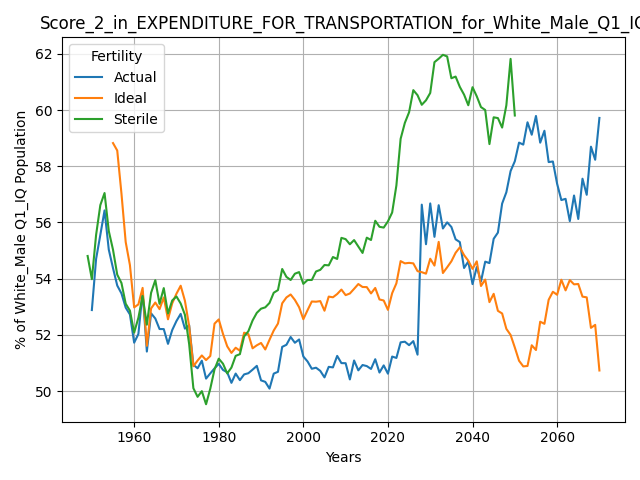 Score_2_in_EXPENDITURE_FOR_TRANSPORTATION_for_White_Male_Q1_IQ
Fertility
Actual
Ideal
Sterile
% of White_Male Q1_IQ Population
62
60
58
56
54
52
50
1960 1980 2000 2020 2040 2060
Years